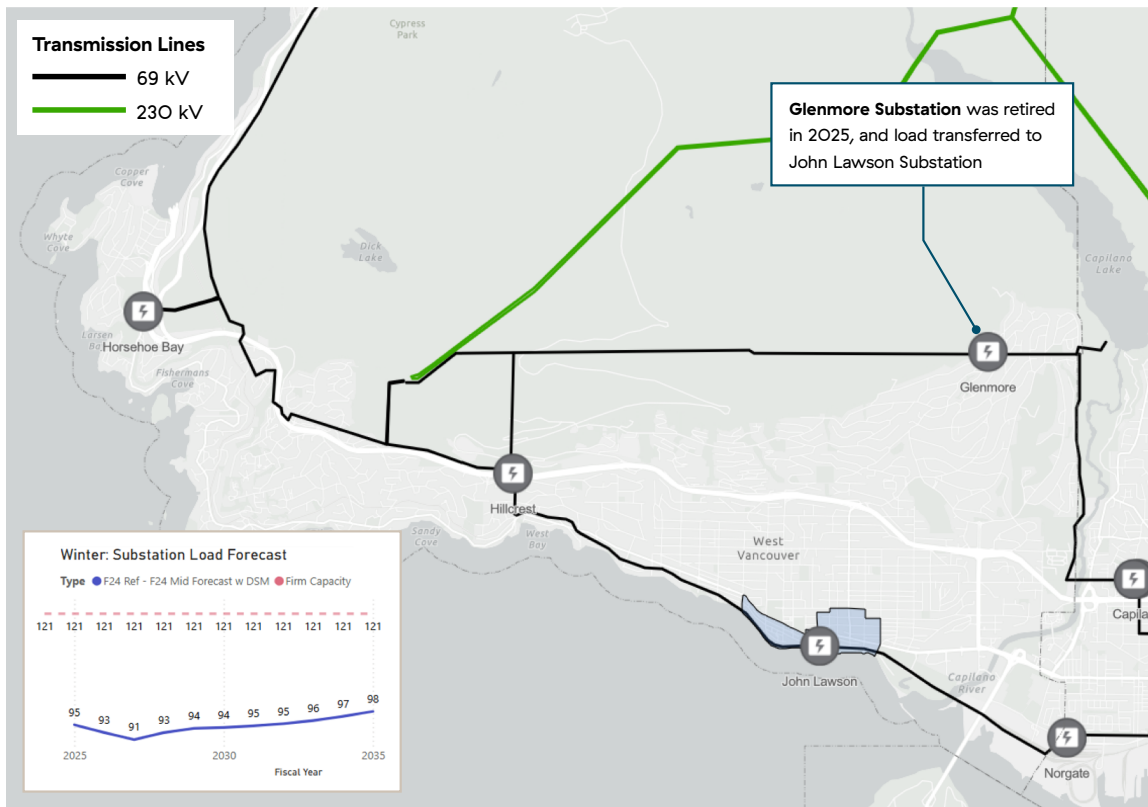 Transmission Lines
69 kV
230 kV
Cypress
Park
Glenmore Substation was retired
in 2025, and load transferred to
John Lawson Substation
Copper
Cove
Whyte
Cove
Dick
Lake
Capilano
Lake
Larsen
Ba
Horsehoe Bay
Fishermans
Cove
Glenmore
Hillcrest
Sandy
Cove
West
Bay
West
Vancouver
Capila
John Lawson
Capilano
River
Norgate
Winter: Substation Load Forecast
Type F24 Ref - F24 Mid Forecast w DSM Firm Capacity
121 121 121 121 121 121 121 121 121 121 121 121
95 93 91 93 94 94 95 95 96 97 98
2025 2030 2035
Fiscal Year